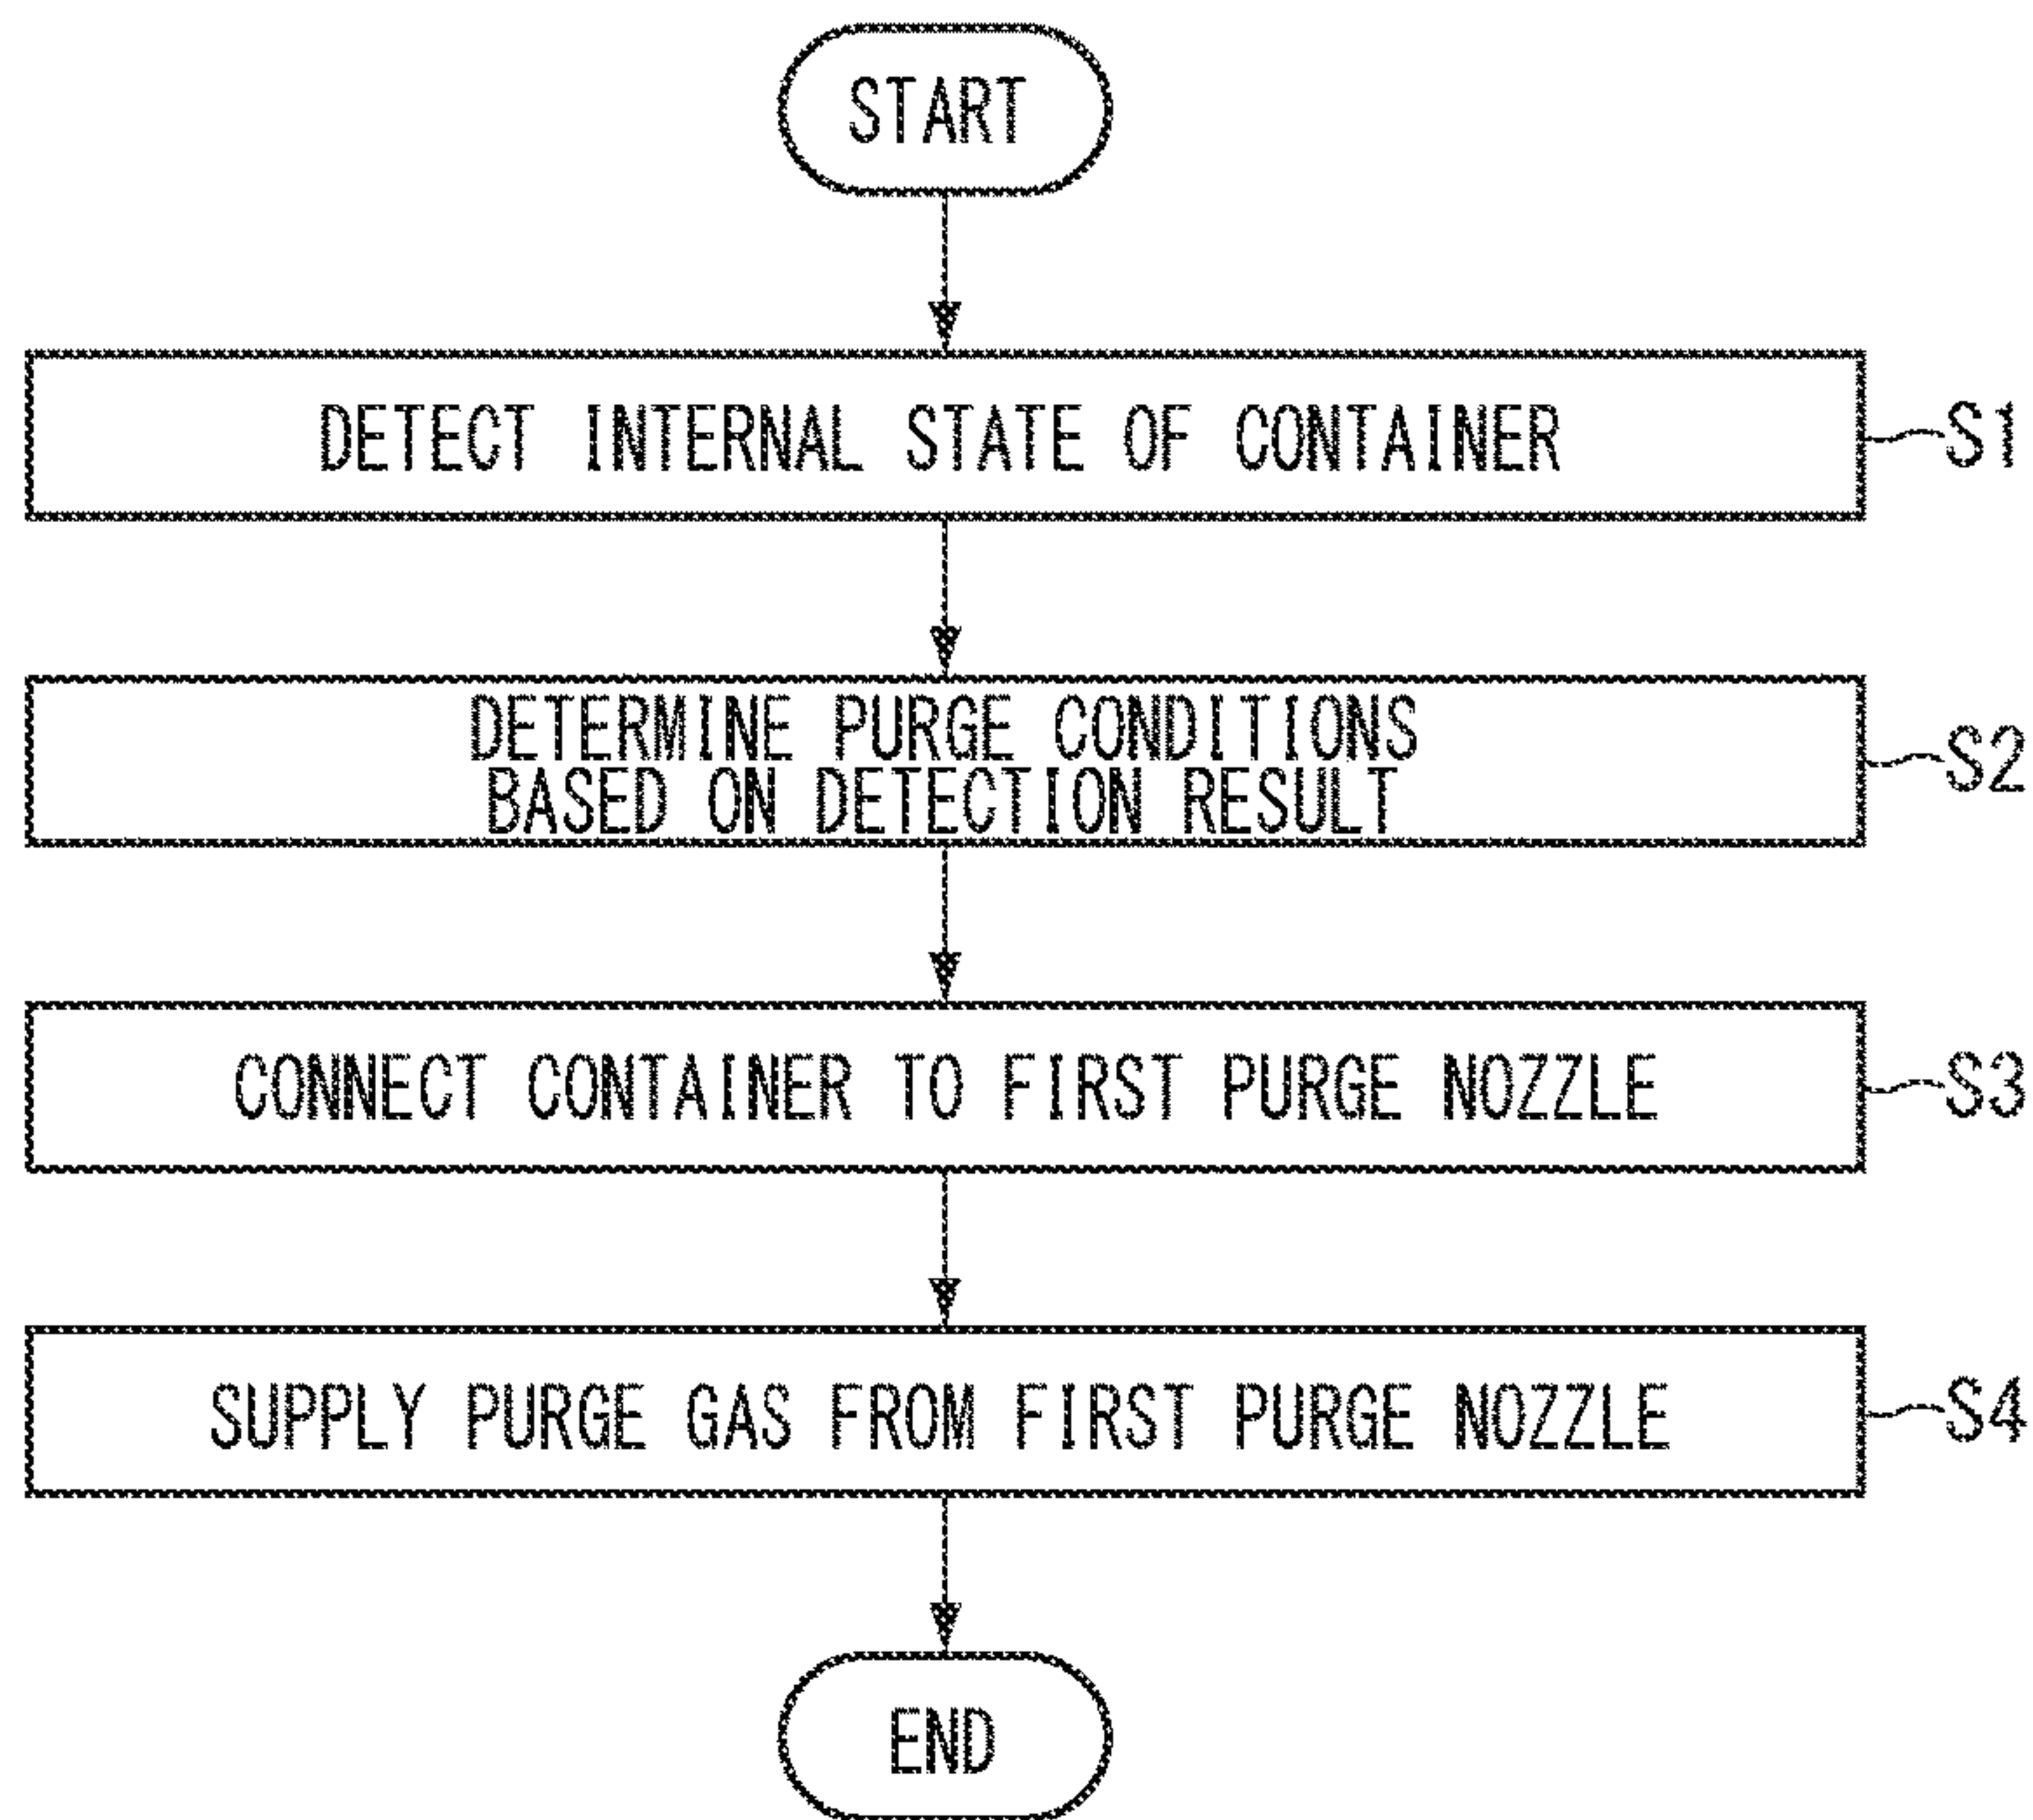 START
DETECT INTERNAL STATE OF CONTAINER
S1
DETERMINE PURGE CONDITIONS
BASED ON DETECTION RESULT
S2
CONNECT CONTAINER TO FIRST PURGE NOZZLE
S3
SUPPLY PURGE GAS FROM FIRST PURGE NOZZLE
S4
END